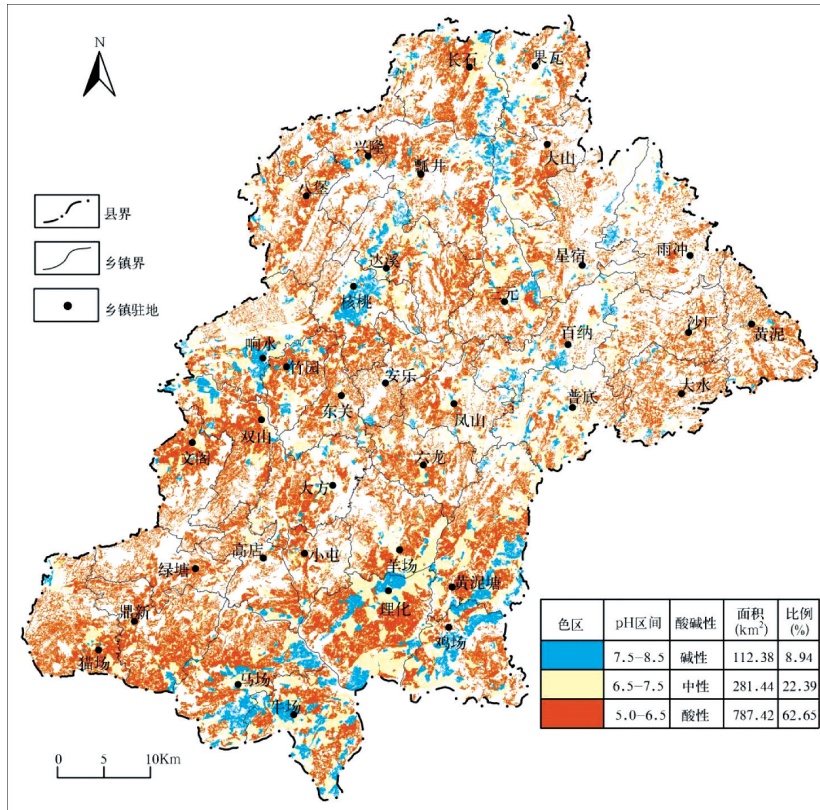 N
长石
果瓦
兴隆
瓢井
大山
八堡
县界
乡镇界
乡镇驻地
达溪
星宿
雨冲
核桃
三元
沙厂
黄泥
响水
竹园
百纳
安乐
大水
东关
凤山
普底
双山
文阁
六龙
大方
高店
小屯
羊场
绿塘
黄泥塘
理化
鼎新
鸡场
猫场
马场
牛场
色区 pH区间 酸碱性 面积(km²) 比例(%)
7.5–8.5 碱性 112.38 8.94
6.5–7.5 中性 281.44 22.39
5.0–6.5 酸性 787.42 62.65
0 5 10Km